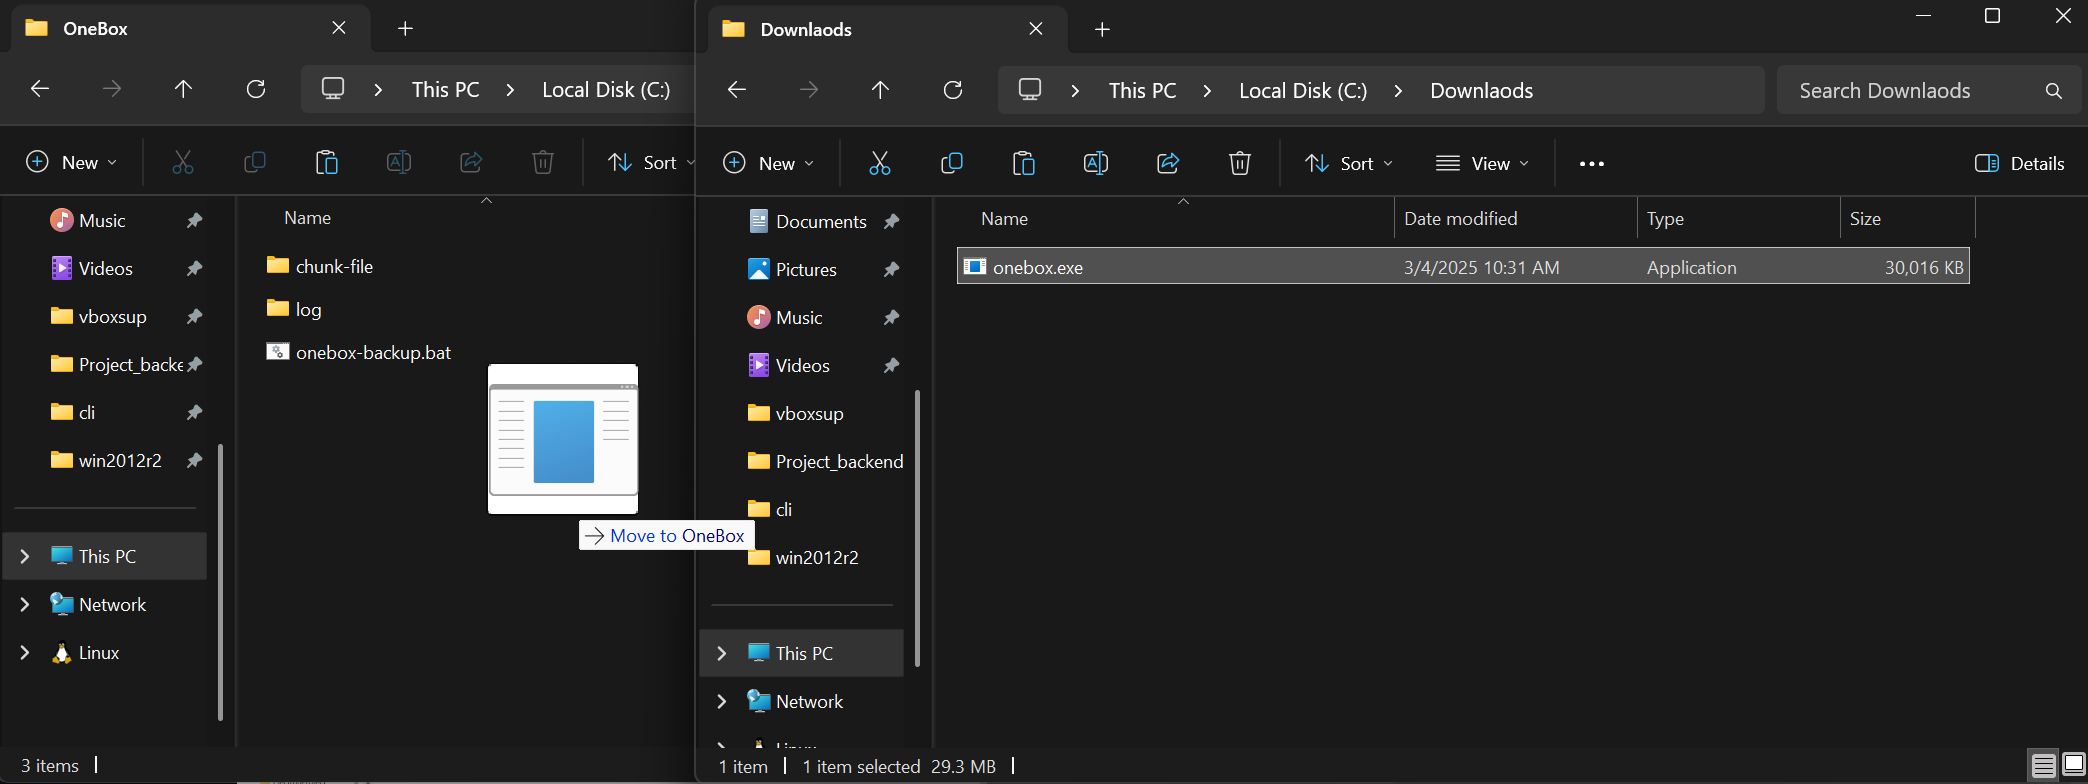 OneBox
This PC > Local Disk (C:)
New
Sort
Music
Videos
vboxsup
Project_backe
cli
win2012r2
This PC
Network
Linux
Name
chunk-file
log
onebox-backup.bat
Move to OneBox
3 items
Downlaods
This PC > Local Disk (C:) > Downlaods
Search Downlaods
New
Sort
View
Details
Documents
Pictures
Music
Videos
vboxsup
Project_backend
cli
win2012r2
This PC
Network
Linux
Name Date modified Type Size
onebox.exe 3/4/2025 10:31 AM Application 30,016 KB
1 item 1 item selected 29.3 MB